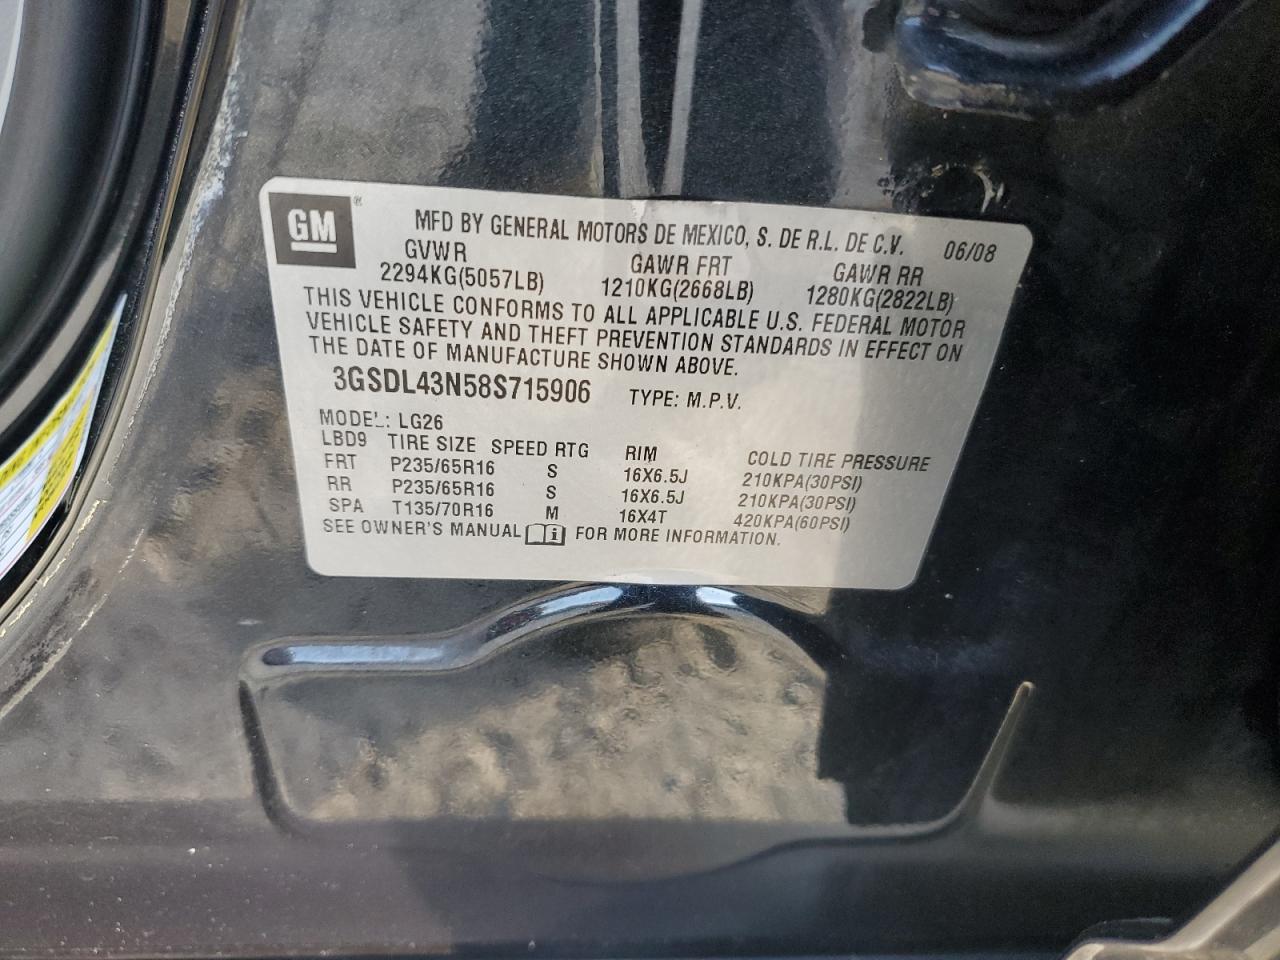 GM ®
MFD BY GENERAL MOTORS DE MEXICO, S. DE R.L. DE C.V. 06/08
GVWR GAWR FRT GAWR RR
2294KG(5057LB) 1210KG(2668LB) 1280KG(2822LB)
THIS VEHICLE CONFORMS TO ALL APPLICABLE U.S. FEDERAL MOTOR
VEHICLE SAFETY AND THEFT PREVENTION STANDARDS IN EFFECT ON
THE DATE OF MANUFACTURE SHOWN ABOVE.
3GSDL43N58S715906 TYPE: M.P.V.
MODEL: LG26
LBD9 TIRE SIZE SPEED RTG RIM COLD TIRE PRESSURE
FRT P235/65R16 S 16X6.5J 210KPA(30PSI)
RR P235/65R16 S 16X6.5J 210KPA(30PSI)
SPA T135/70R16 M 16X4T 420KPA(60PSI)
SEE OWNER'S MANUAL i FOR MORE INFORMATION.